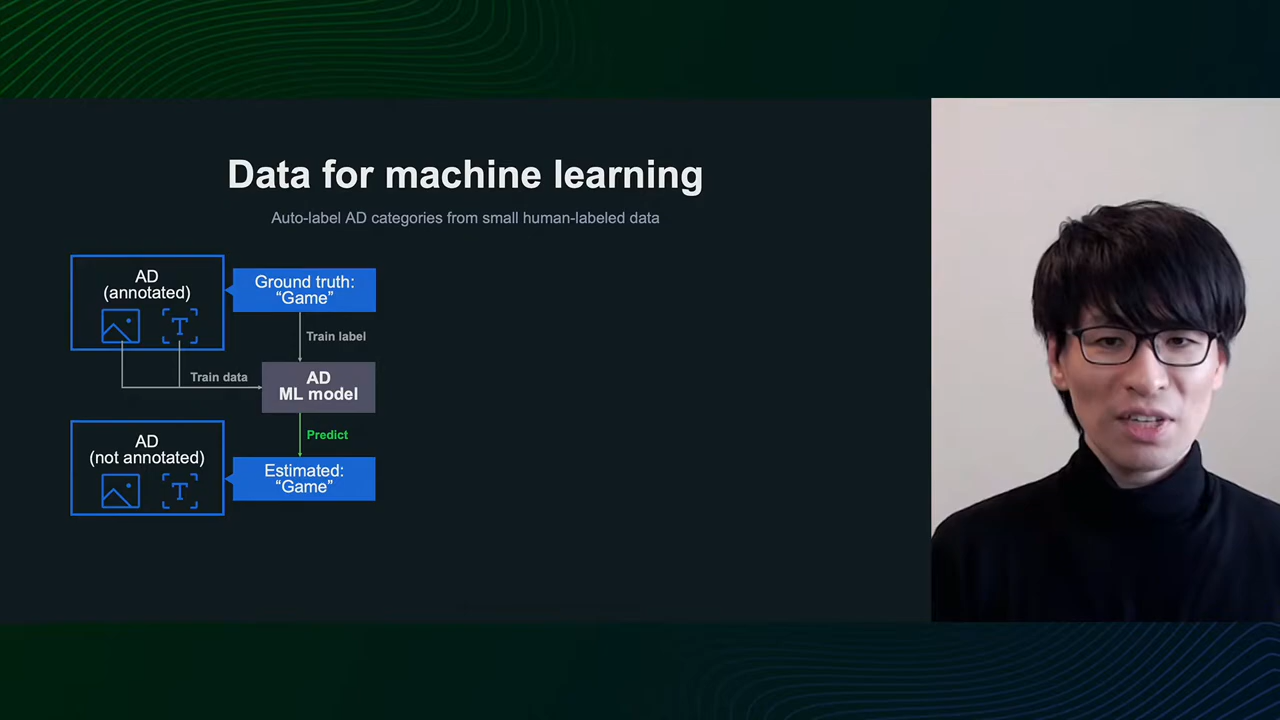 Data for machine learning
Auto-label AD categories from small human-labeled data
AD
(annotated)
T
Ground truth:
“Game”
Train label
Train data
AD
ML model
Predict
AD
(not annotated)
T
Estimated:
“Game”